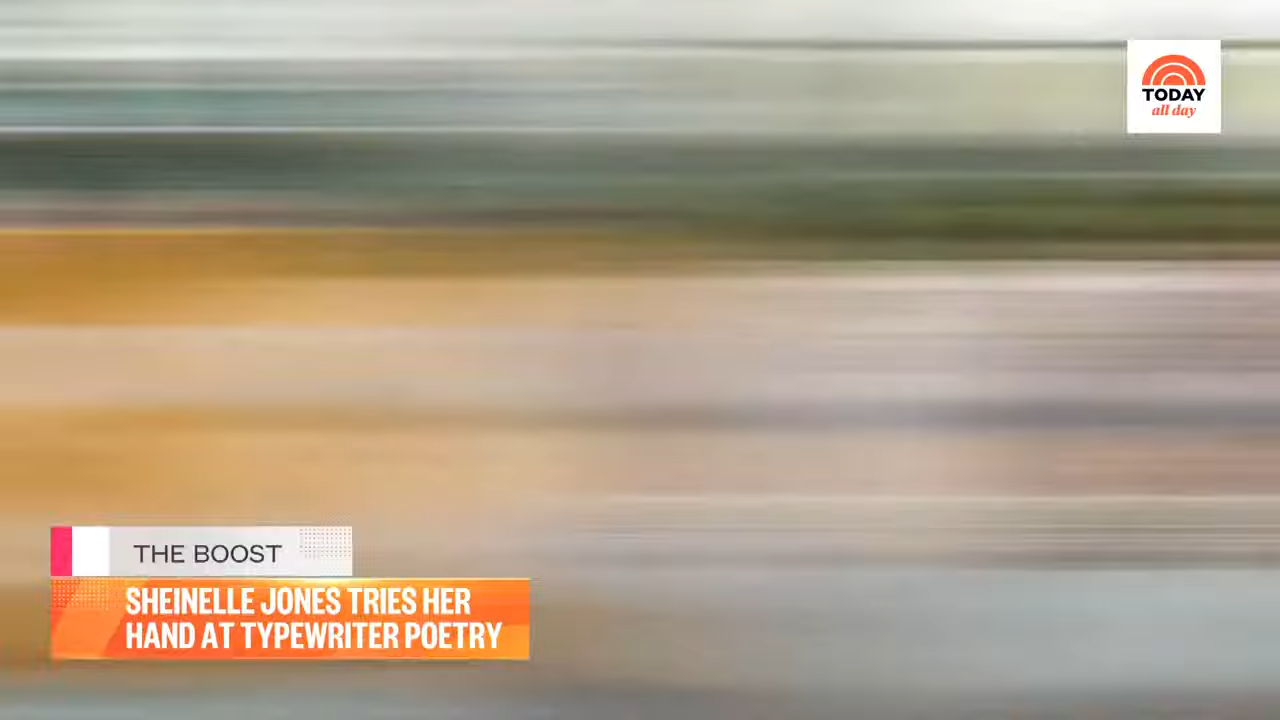 TODAY
all day
THE BOOST
SHEINELLE JONES TRIES HER
HAND AT TYPEWRITER POETRY